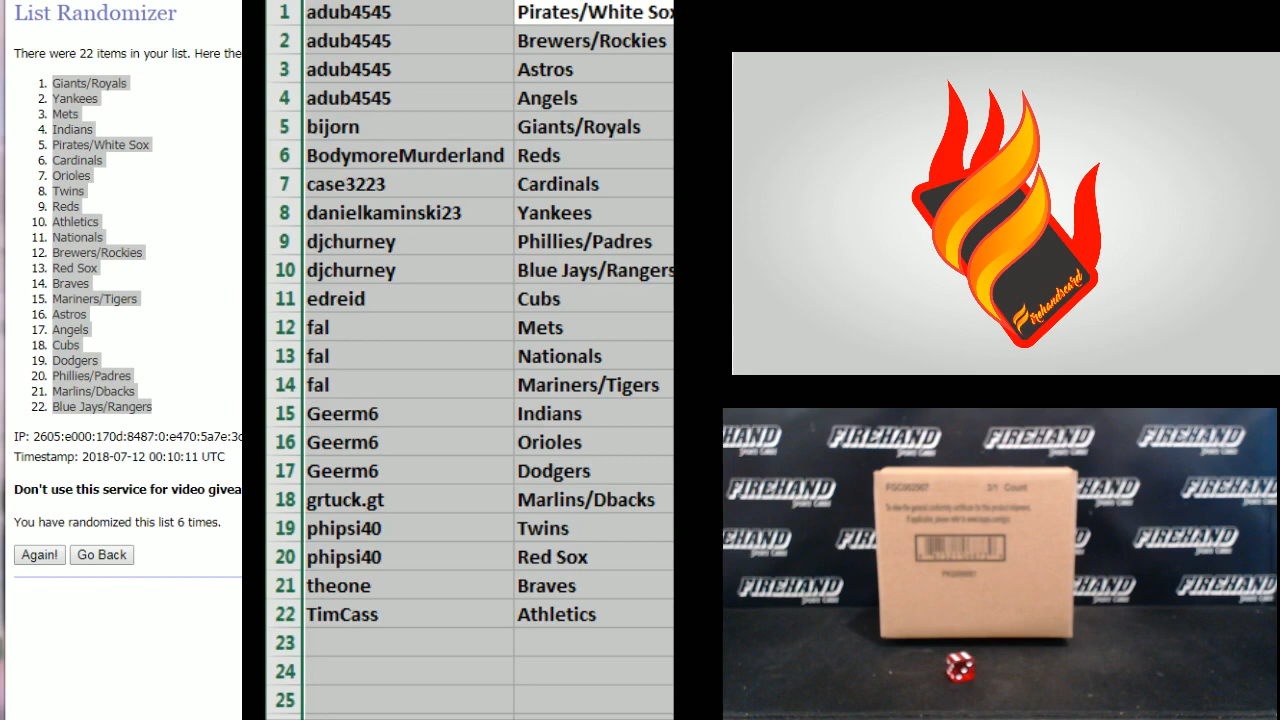 List Randomizer
There were 22 items in your list. Here the
1. Giants/Royals
2. Yankees
3. Mets
4. Indians
5. Pirates/White Sox
6. Cardinals
7. Orioles
8. Twins
9. Reds
10. Athletics
11. Nationals
12. Brewers/Rockies
13. Red Sox
14. Braves
15. Mariners/Tigers
16. Astros
17. Angels
18. Cubs
19. Dodgers
20. Phillies/Padres
21. Marlins/Dbacks
22. Blue Jays/Rangers
IP: 2605:e000:170d:8487:0:e470:5a7e:3c
Timestamp: 2018-07-12 00:10:11 UTC
Don't use this service for video givea
You have randomized this list 6 times.
Again! Go Back
1 adub4545 Pirates/White Sox
2 adub4545 Brewers/Rockies
3 adub4545 Astros
4 adub4545 Angels
5 bijorn Giants/Royals
6 BodymoreMurderland Reds
7 case3223 Cardinals
8 danielkaminski23 Yankees
9 djchurney Phillies/Padres
10 djchurney Blue Jays/Rangers
11 edreid Cubs
12 fal Mets
13 fal Nationals
14 fal Mariners/Tigers
15 Geerm6 Indians
16 Geerm6 Orioles
17 Geerm6 Dodgers
18 grtuck.gt Marlins/Dbacks
19 phipsi40 Twins
20 phipsi40 Red Sox
21 theone Braves
22 TimCass Athletics
23
24
25
Firehandscard
HAND FIREHAND FIREHAND FIREHAND
FIREHAND FIREHAND
FIREHAND
FIREHAND FIREHAND
Count